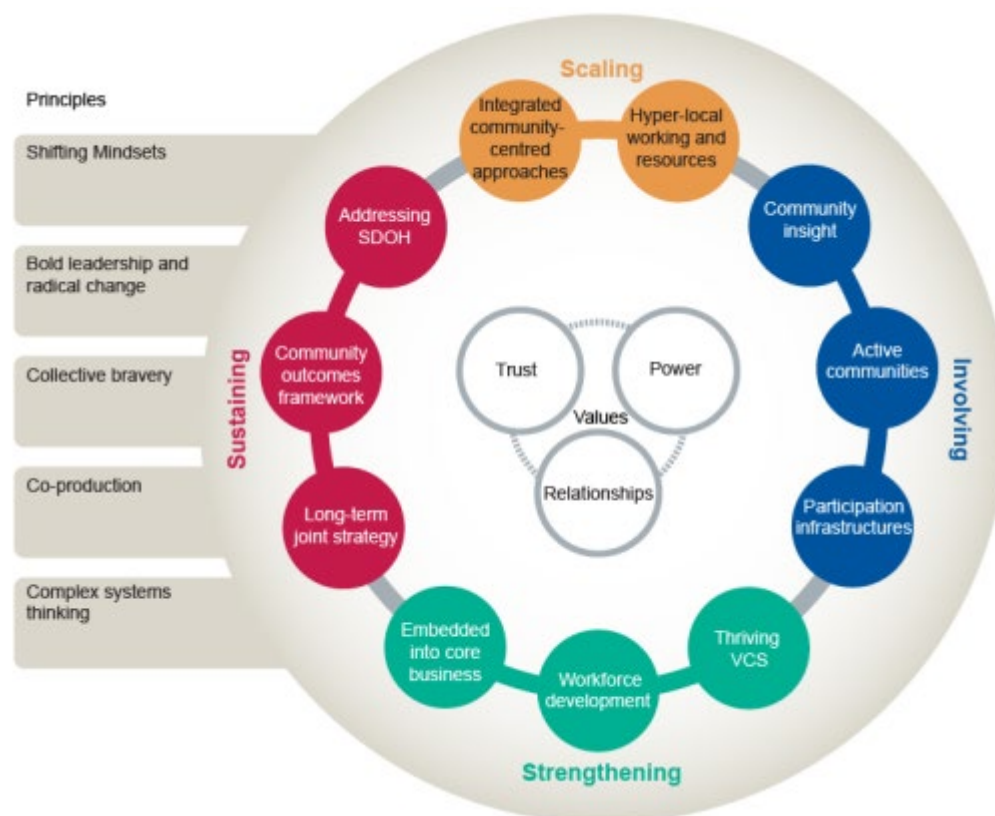 Principles
Shifting Mindsets
Bold leadership and
radical change
Collective bravery
Co-production
Complex systems
thinking
Scaling
Integrated
community-
centred
approaches
Hyper-local
working and
resources
Involving
Community
insight
Active
communities
Participation
infrastructures
Strengthening
Thriving
VCS
Workforce
development
Embedded
into core
business
Sustaining
Long-term
joint strategy
Community
outcomes
framework
Addressing
SDOH
Trust
Power
Values
Relationships